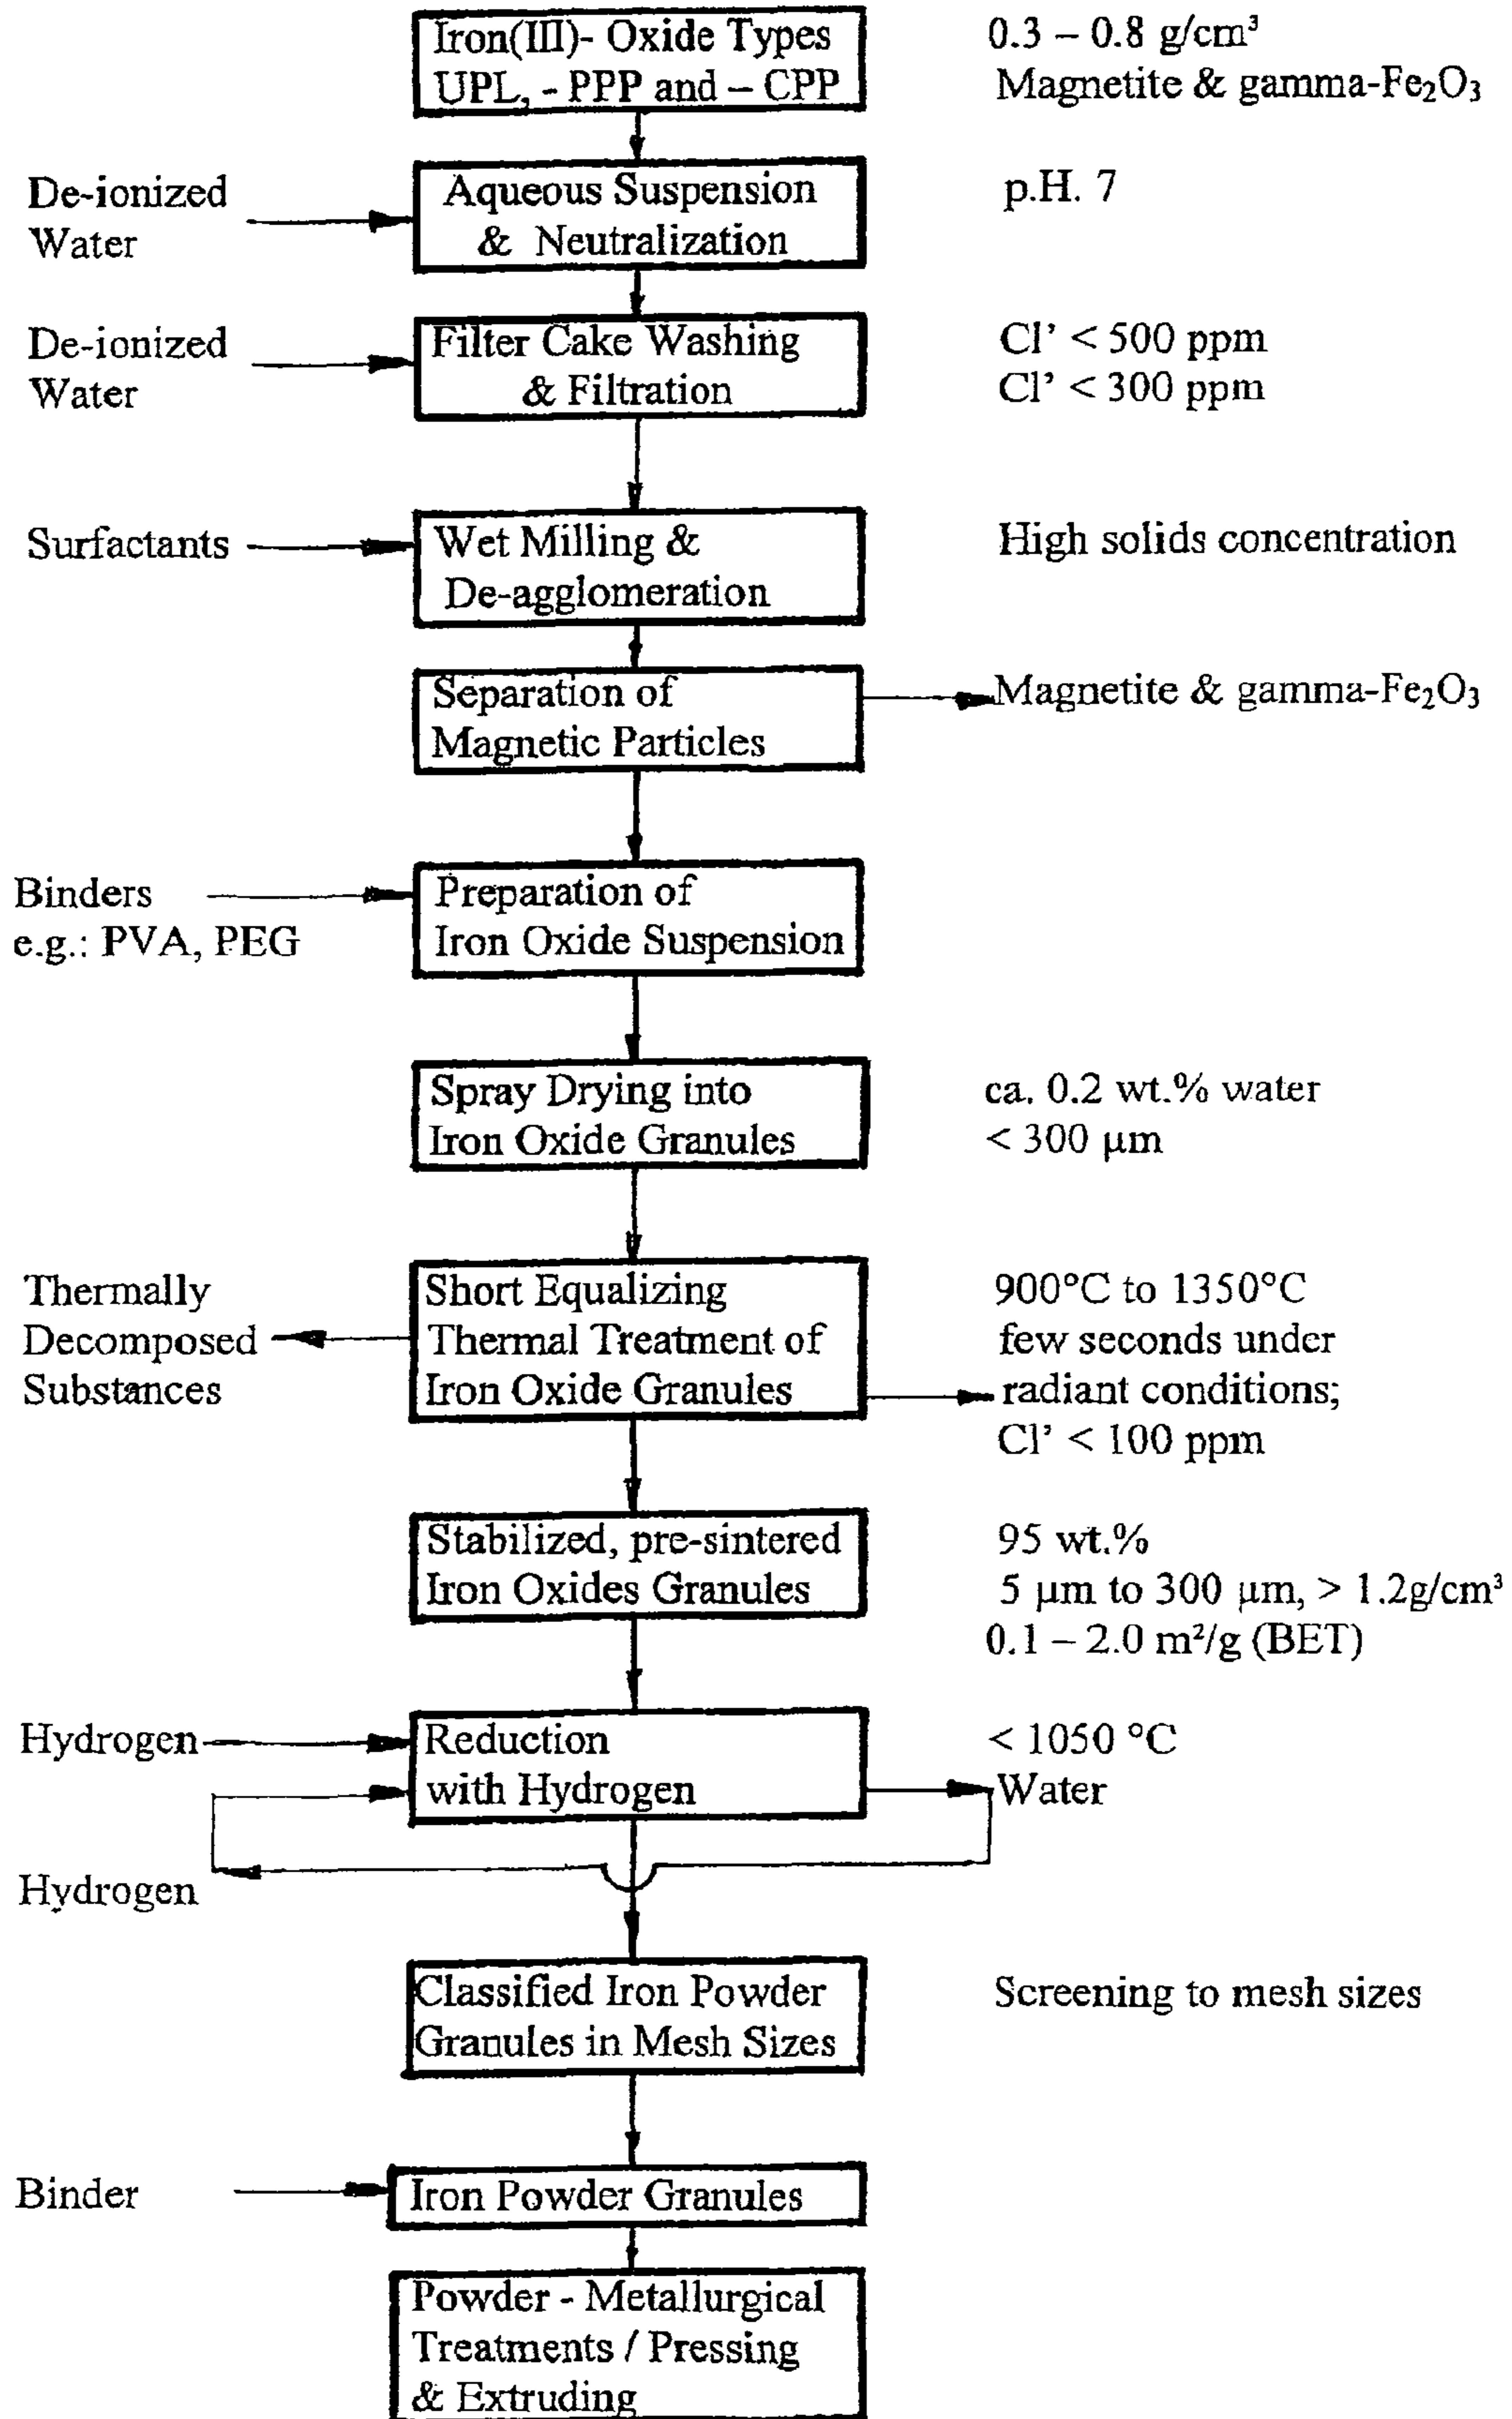 Iron(III)- Oxide Types
UPL, - PPP and – CPP
0.3 – 0.8 g/cm³
Magnetite & gamma-Fe₂O₃
De-ionized
Water
Aqueous Suspension
& Neutralization
p.H. 7
De-ionized
Water
Filter Cake Washing
& Filtration
Cl’ < 500 ppm
Cl’ < 300 ppm
Surfactants
Wet Milling &
De-agglomeration
High solids concentration
Separation of
Magnetic Particles
Magnetite & gamma-Fe₂O₃
Binders
e.g.: PVA, PEG
Preparation of
Iron Oxide Suspension
Spray Drying into
Iron Oxide Granules
ca. 0.2 wt.% water
< 300 µm
Thermally
Decomposed
Substances
Short Equalizing
Thermal Treatment of
Iron Oxide Granules
900°C to 1350°C
few seconds under
radiant conditions;
Cl’ < 100 ppm
Stabilized, pre-sintered
Iron Oxides Granules
95 wt.%
5 µm to 300 µm, > 1.2g/cm³
0.1 – 2.0 m²/g (BET)
Hydrogen
Reduction
with Hydrogen
< 1050 °C
Water
Hydrogen
Classified Iron Powder
Granules in Mesh Sizes
Screening to mesh sizes
Binder
Iron Powder Granules
Powder - Metallurgical
Treatments / Pressing
& Extruding